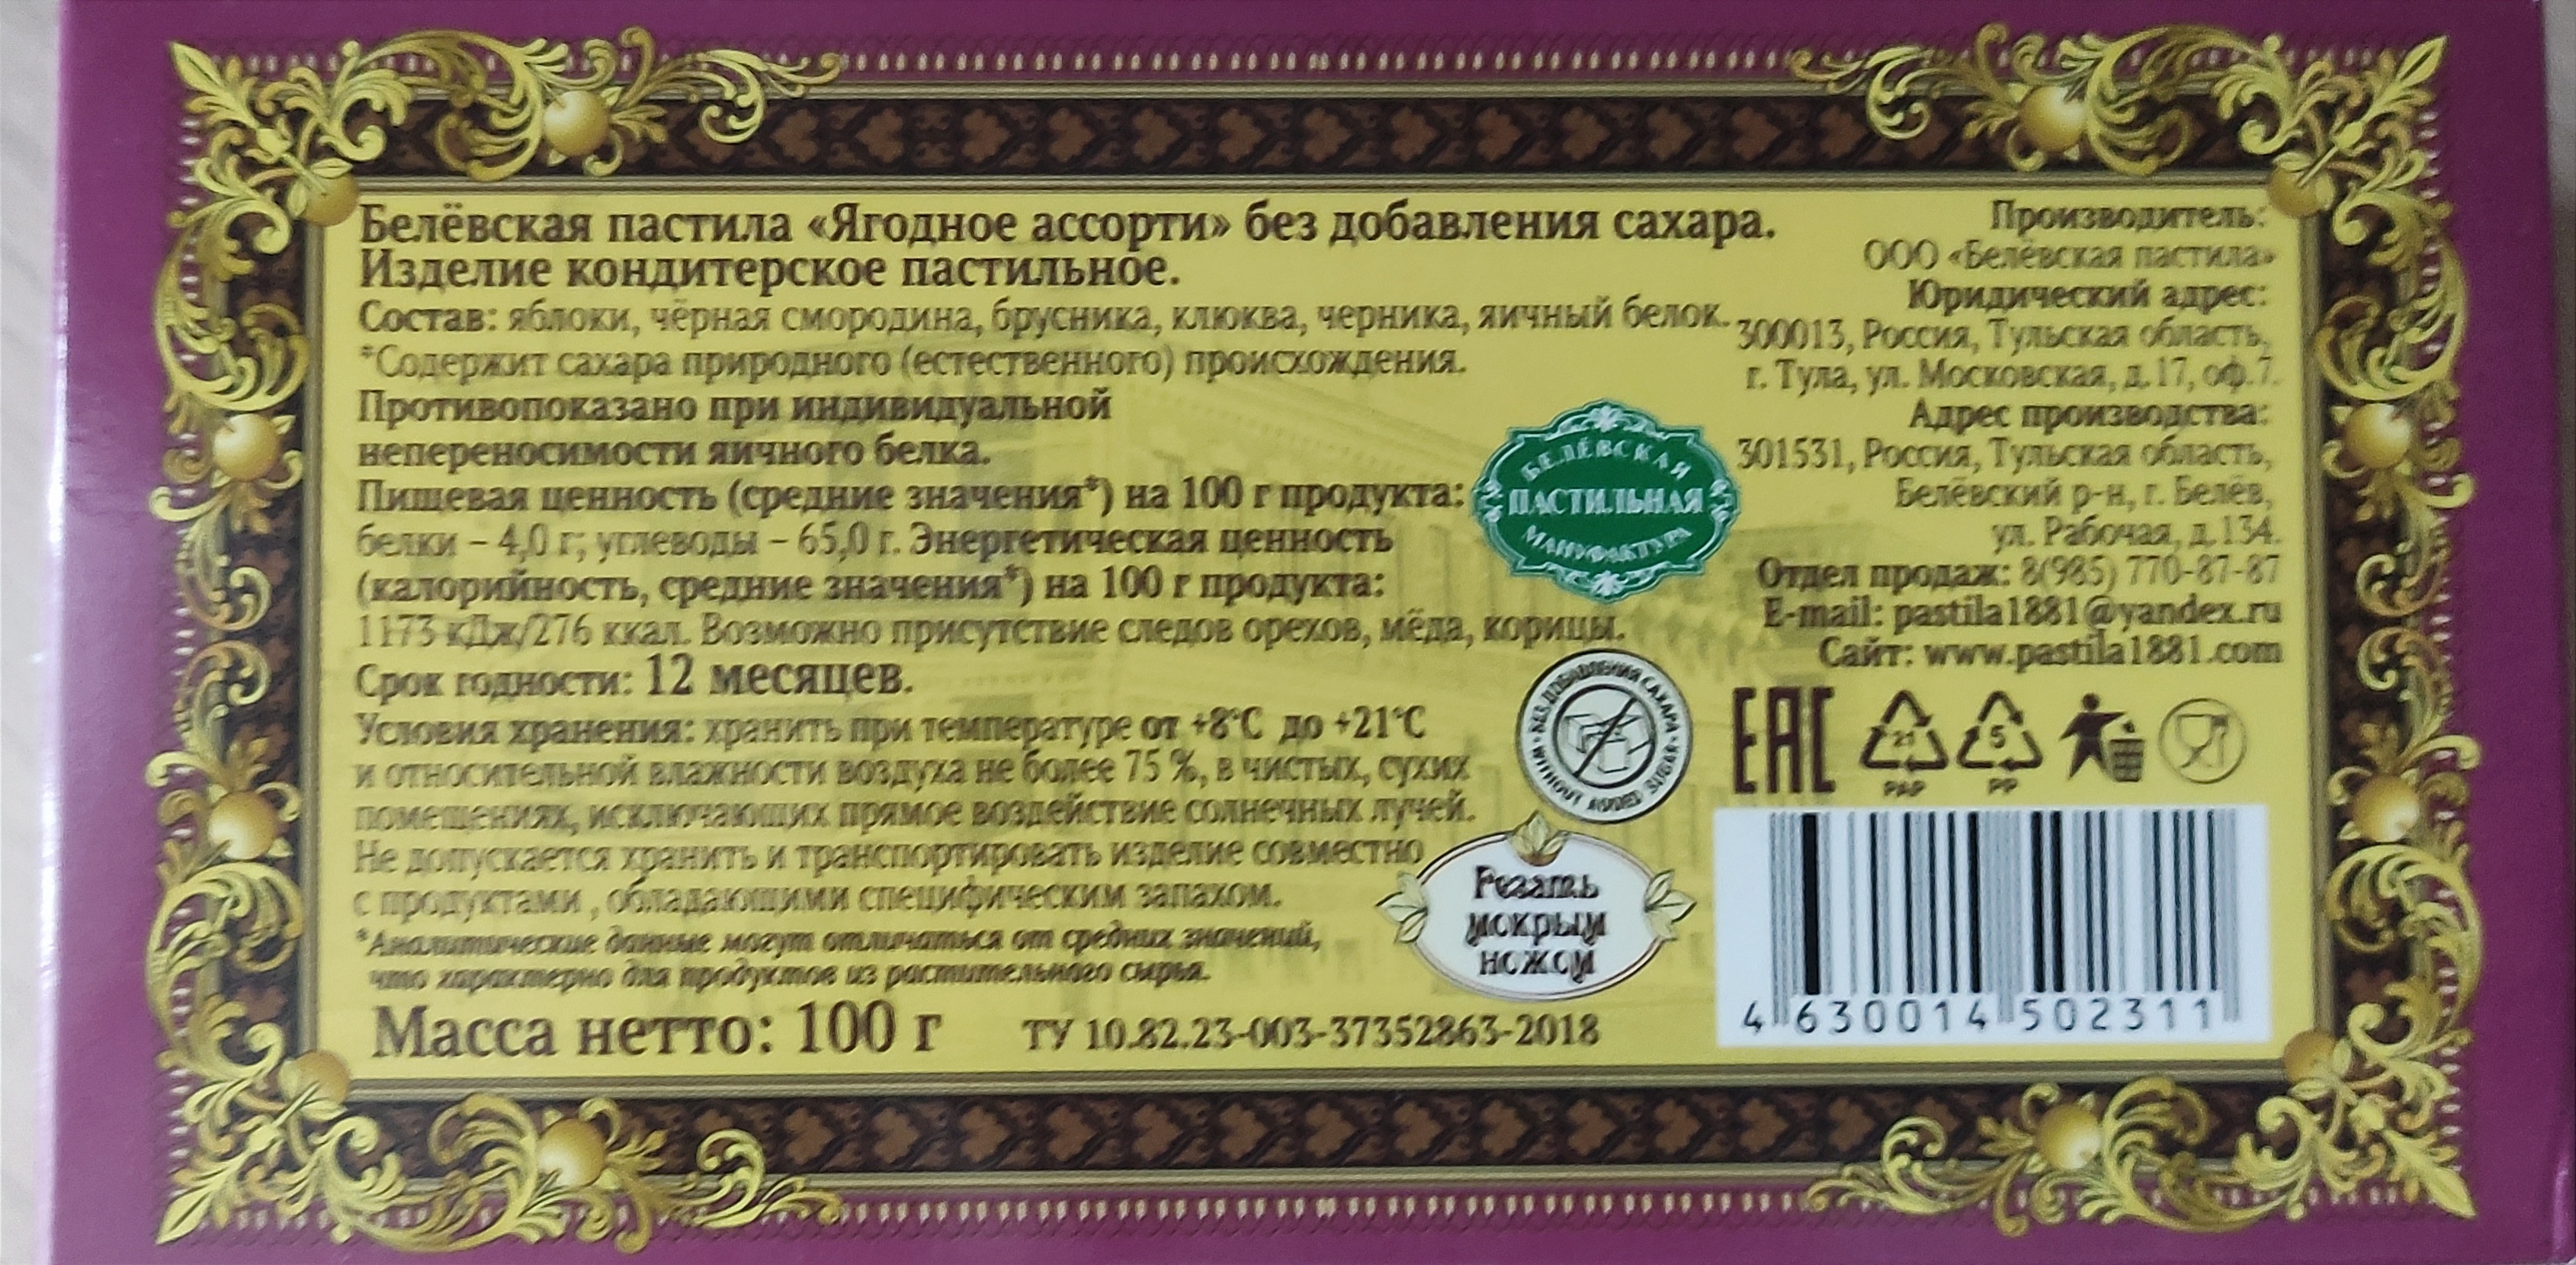 Белёвская пастила «Ягодное ассорти» без добавления сахара.
Изделие кондитерское пастильное.
Состав: яблоки, чёрная смородина, брусника, клюква, черника, яичный белок.
*Содержит сахара природного (естественного) происхождения.
Противопоказано при индивидуальной
непереносимости яичного белка.
Пищевая ценность (средние значения*) на 100 г продукта:
белки – 4,0 г; углеводы – 65,0 г. Энергетическая ценность
(калорийность, средние значения*) на 100 г продукта:
1173 кДж/276 ккал. Возможно присутствие следов орехов, мёда, корицы.
Срок годности: 12 месяцев.
Условия хранения: хранить при температуре от +8°С до +21°С
и относительной влажности воздуха не более 75 %, в чистых, сухих
помещениях, исключающих прямое воздействие солнечных лучей.
Не допускается хранить и транспортировать изделие совместно
с продуктами , обладающими специфическим запахом.
*Аналитические данные могут отличаться от средних значений,
что характерно для продуктов из растительного сырья.
Масса нетто: 100 г
ТУ 10.82.23-003-37352863-2018
БЕЛЁВСКАЯ
ПАСТИЛЬНАЯ
МАНУФАКТУРА
БЕЗ ДОБАВЛЕНИЯ САХАРА
WITHOUT ADDED SUGAR
Резать
мокрым
ножом
Производитель:
ООО «Белёвская пастила»
Юридический адрес:
300013, Россия, Тульская область,
г. Тула, ул. Московская, д.17, оф.7.
Адрес производства:
301531, Россия, Тульская область,
Белёвский р-н, г. Белёв,
ул. Рабочая, д.134.
Отдел продаж: 8(985) 770-87-87
E-mail: pastila1881@yandex.ru
Сайт: www.pastila1881.com
EAC
21
PAP
5
PP
4 630014 502311